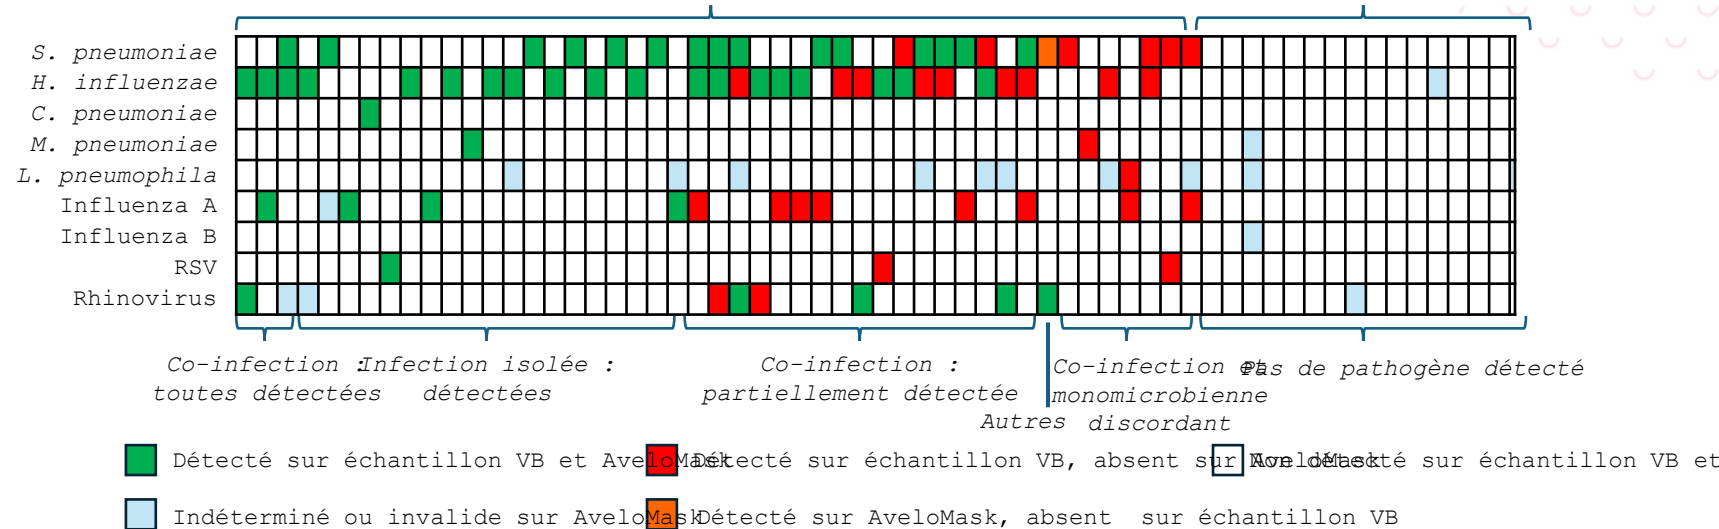 S. pneumoniae
H. influenzae
C. pneumoniae
M. pneumoniae
L. pneumophila
Influenza A
Influenza B
RSV
Rhinovirus
Co-infection :
toutes détectées
Infection isolée :
détectées
Co-infection :
partiellement détectée
Autres
Co-infection et
monomicrobienne
discordant
Pas de pathogène détecté
Détecté sur échantillon VB et AveloMask
Détecté sur échantillon VB, absent sur AveloMask
Non détecté sur échantillon VB et
Indéterminé ou invalide sur AveloMask
Détecté sur AveloMask, absent sur échantillon VB